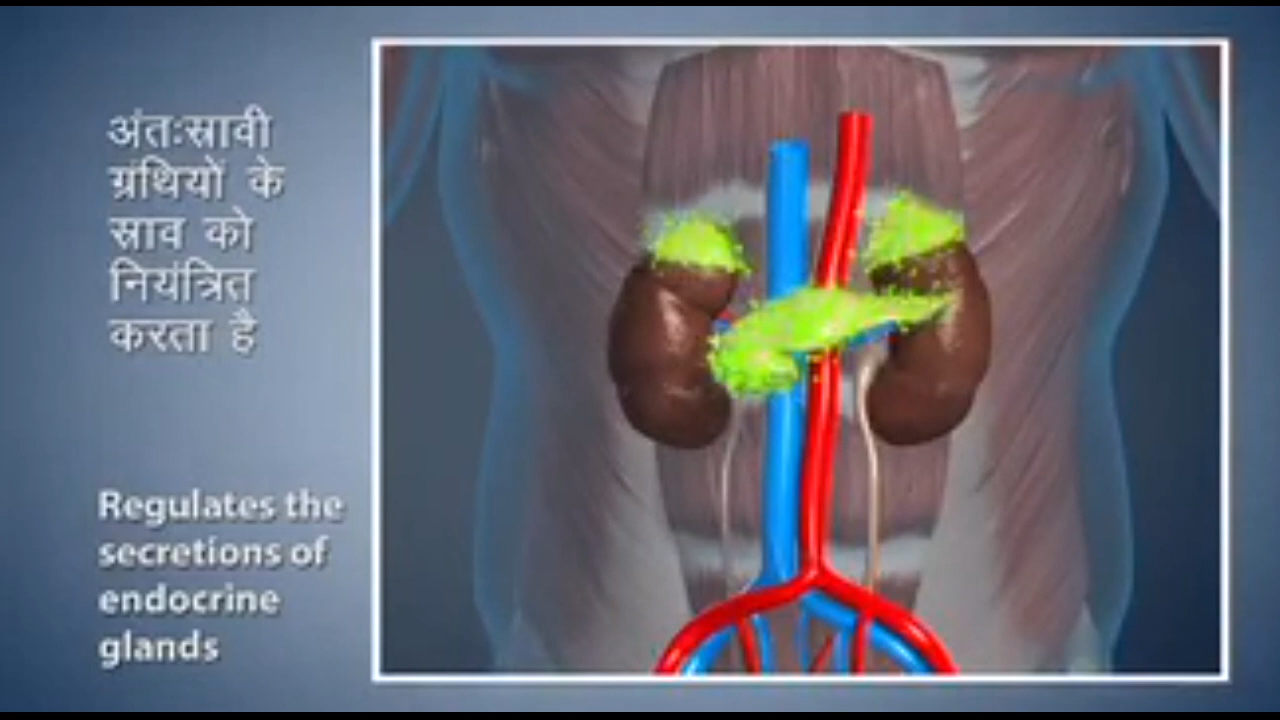 अंतःस्रावी
ग्रंथियों के
स्राव को
नियंत्रित
करता है
Regulates the
secretions of
endocrine
glands